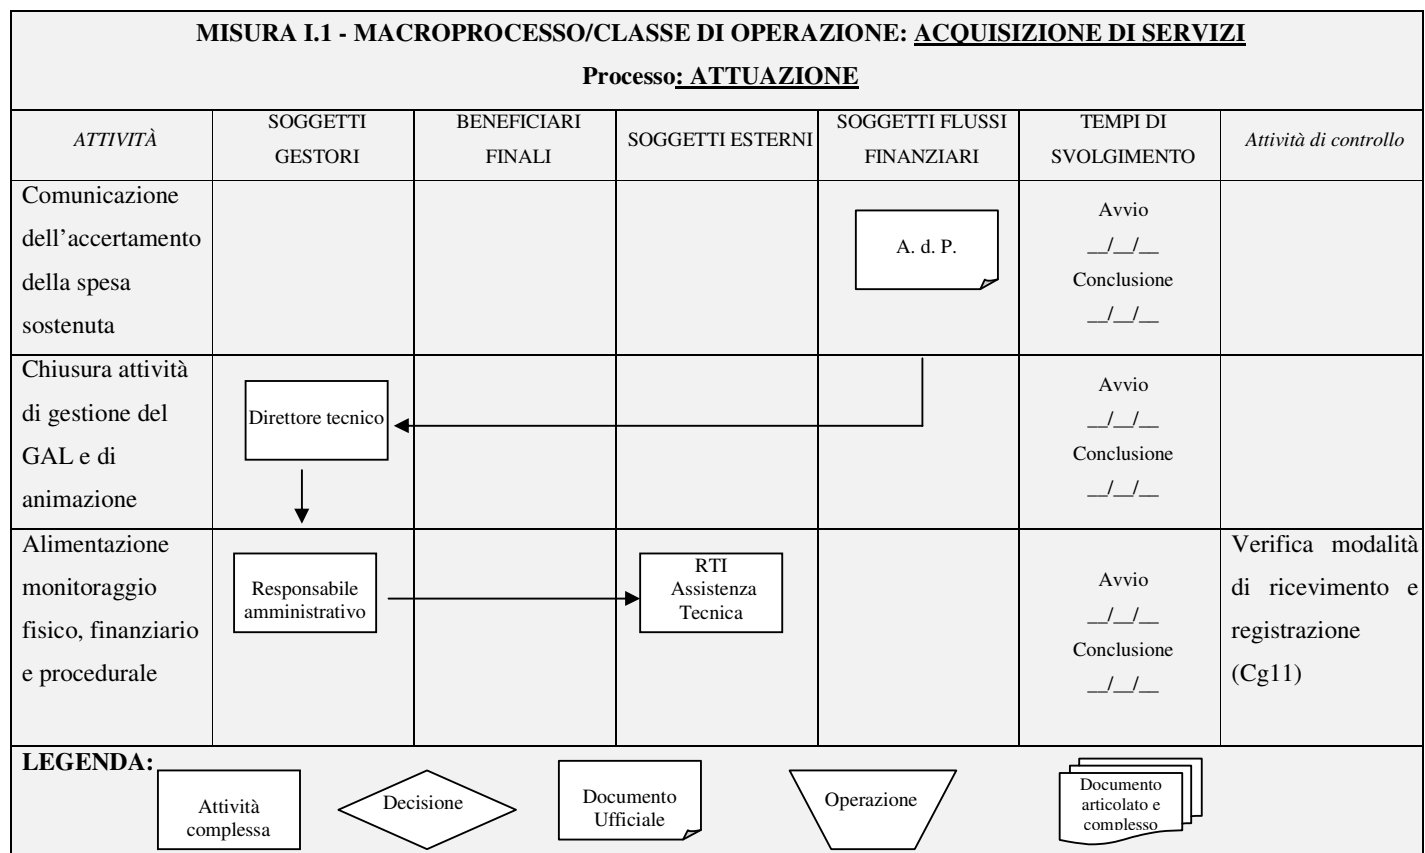 MISURA I.1 - MACROPROCESSO/CLASSE DI OPERAZIONE: ACQUISIZIONE DI SERVIZI
Processo: ATTUAZIONE
ATTIVITÀ
SOGGETTI
GESTORI
BENEFICIARI
FINALI
SOGGETTI ESTERNI
SOGGETTI FLUSSI
FINANZIARI
TEMPI DI
SVOLGIMENTO
Attività di controllo
Comunicazione
dell'accertamento
della spesa
sostenuta
A. d. P.
Avvio
__/__/__
Conclusione
__/__/__
Chiusura attività
di gestione del
GAL e di
animazione
Direttore tecnico
Avvio
__/__/__
Conclusione
__/__/__
Alimentazione
monitoraggio
fisico, finanziario
e procedurale
Responsabile
amministrativo
RTI
Assistenza
Tecnica
Avvio
__/__/__
Conclusione
__/__/__
Verifica modalità
di ricevimento e
registrazione
(Cg11)
LEGENDA:
Attività
complessa
Decisione
Documento
Ufficiale
Operazione
Documento
articolato e
complesso